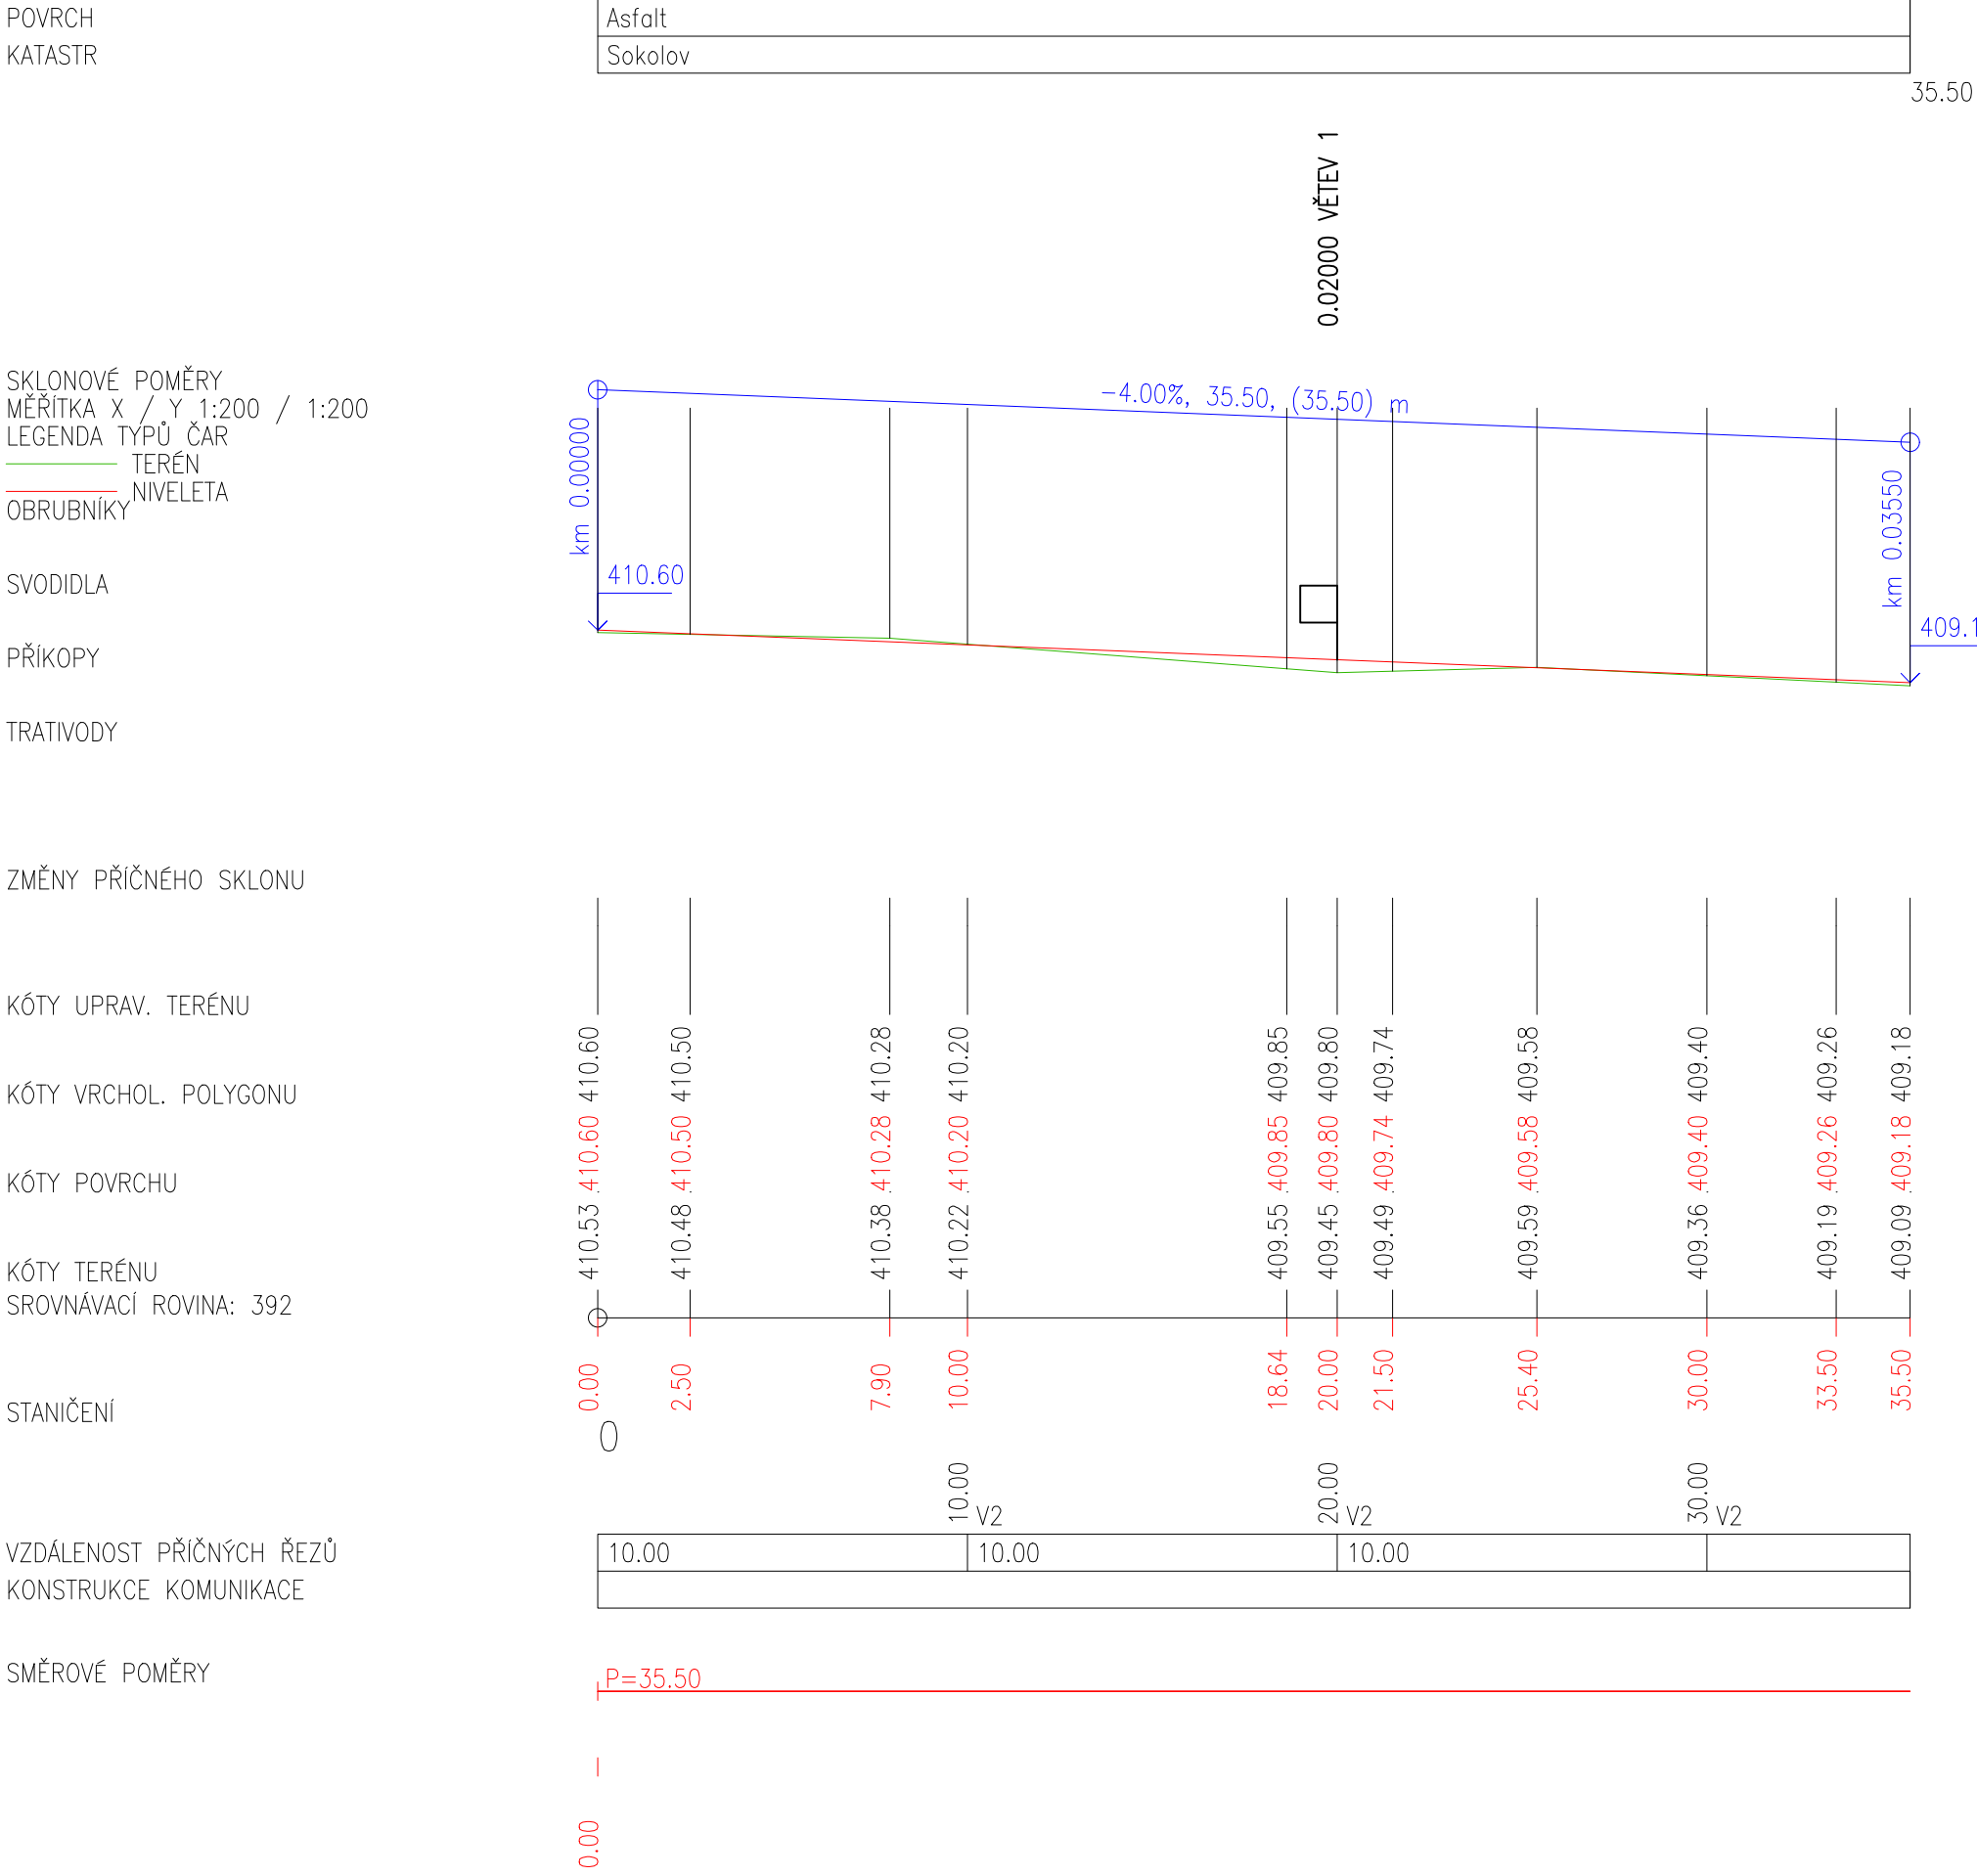 POVRCH
Asfalt
KATASTR
Sokolov
35.50
0.02000 VĚTEV 1
SKLONOVÉ POMĚRY
MĚŘÍTKA X / Y 1:200 / 1:200
LEGENDA TYPŮ ČAR
TERÉN
NIVELETA
OBRUBNÍKY
SVODIDLA
PŘÍKOPY
TRATIVODY
-4.00%, 35.50, (35.50) m
km 0.00000
410.60
km 0.03550
409.1
ZMĚNY PŘÍČNÉHO SKLONU
KÓTY UPRAV. TERÉNU
410.60 410.50 410.28 410.20 409.85 409.80 409.74 409.58 409.40 409.26 409.18
KÓTY VRCHOL. POLYGONU
410.60 410.50 410.28 410.20 409.85 409.80 409.74 409.58 409.40 409.26 409.18
KÓTY POVRCHU
410.53 410.48 410.38 410.22 409.55 409.45 409.49 409.59 409.36 409.19 409.09
KÓTY TERÉNU
SROVNÁVACÍ ROVINA: 392
0.00 2.50 7.90 10.00 18.64 20.00 21.50 25.40 30.00 33.50 35.50
STANIČENÍ
0
10.00 V2
20.00 V2
30.00 V2
VZDÁLENOST PŘÍČNÝCH ŘEZŮ
10.00 10.00 10.00
KONSTRUKCE KOMUNIKACE
SMĚROVÉ POMĚRY
P=35.50
0.00